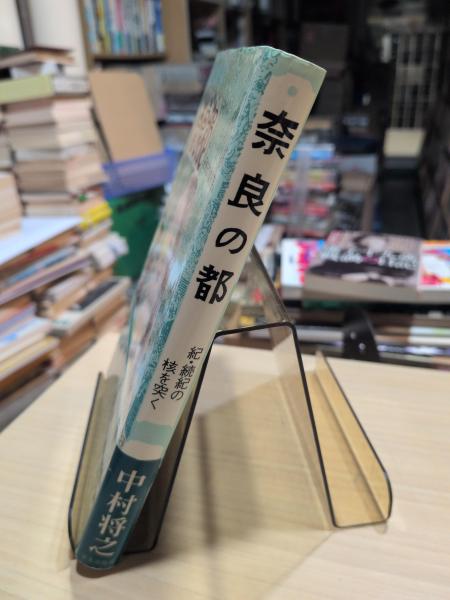 奈良の都
紀・続紀の
核を突く
中村将之